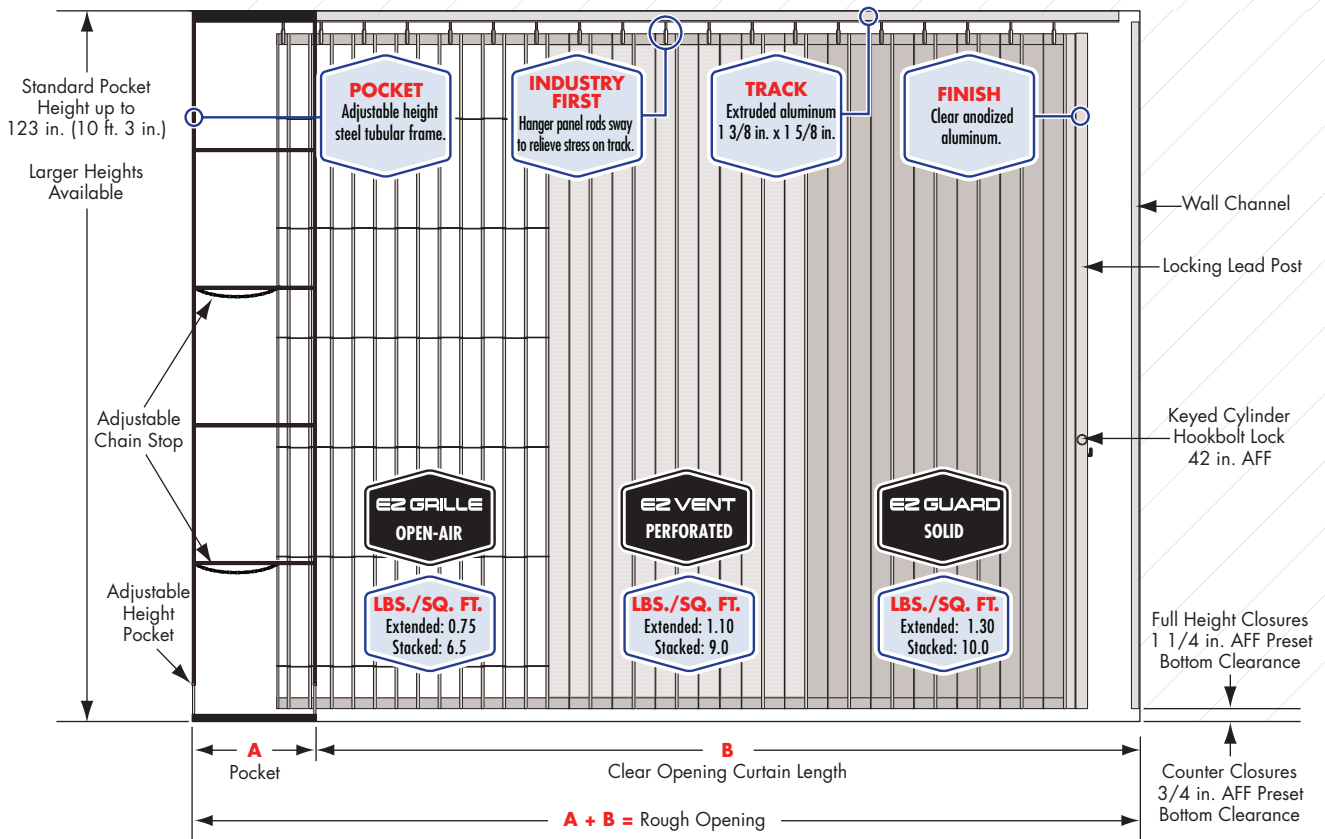 Standard Pocket
Height up to
123 in. (10 ft. 3 in.)
Larger Heights
Available
Adjustable
Chain Stop
Adjustable
Height
Pocket
POCKET
Adjustable height
steel tubular frame.
INDUSTRY
FIRST
Hanger panel rods sway
to relieve stress on track.
TRACK
Extruded aluminum
1 3/8 in. x 1 5/8 in.
FINISH
Clear anodized
aluminum.
Wall Channel
Locking Lead Post
Keyed Cylinder
Hookbolt Lock
42 in. AFF
EZ GRILLE
OPEN-AIR
LBS./SQ. FT.
Extended: 0.75
Stacked: 6.5
EZ VENT
PERFORATED
LBS./SQ. FT.
Extended: 1.10
Stacked: 9.0
EZ GUARD
SOLID
LBS./SQ. FT.
Extended: 1.30
Stacked: 10.0
Full Height Closures
1 1/4 in. AFF Preset
Bottom Clearance
Counter Closures
3/4 in. AFF Preset
Bottom Clearance
A
Pocket
B
Clear Opening Curtain Length
A + B = Rough Opening